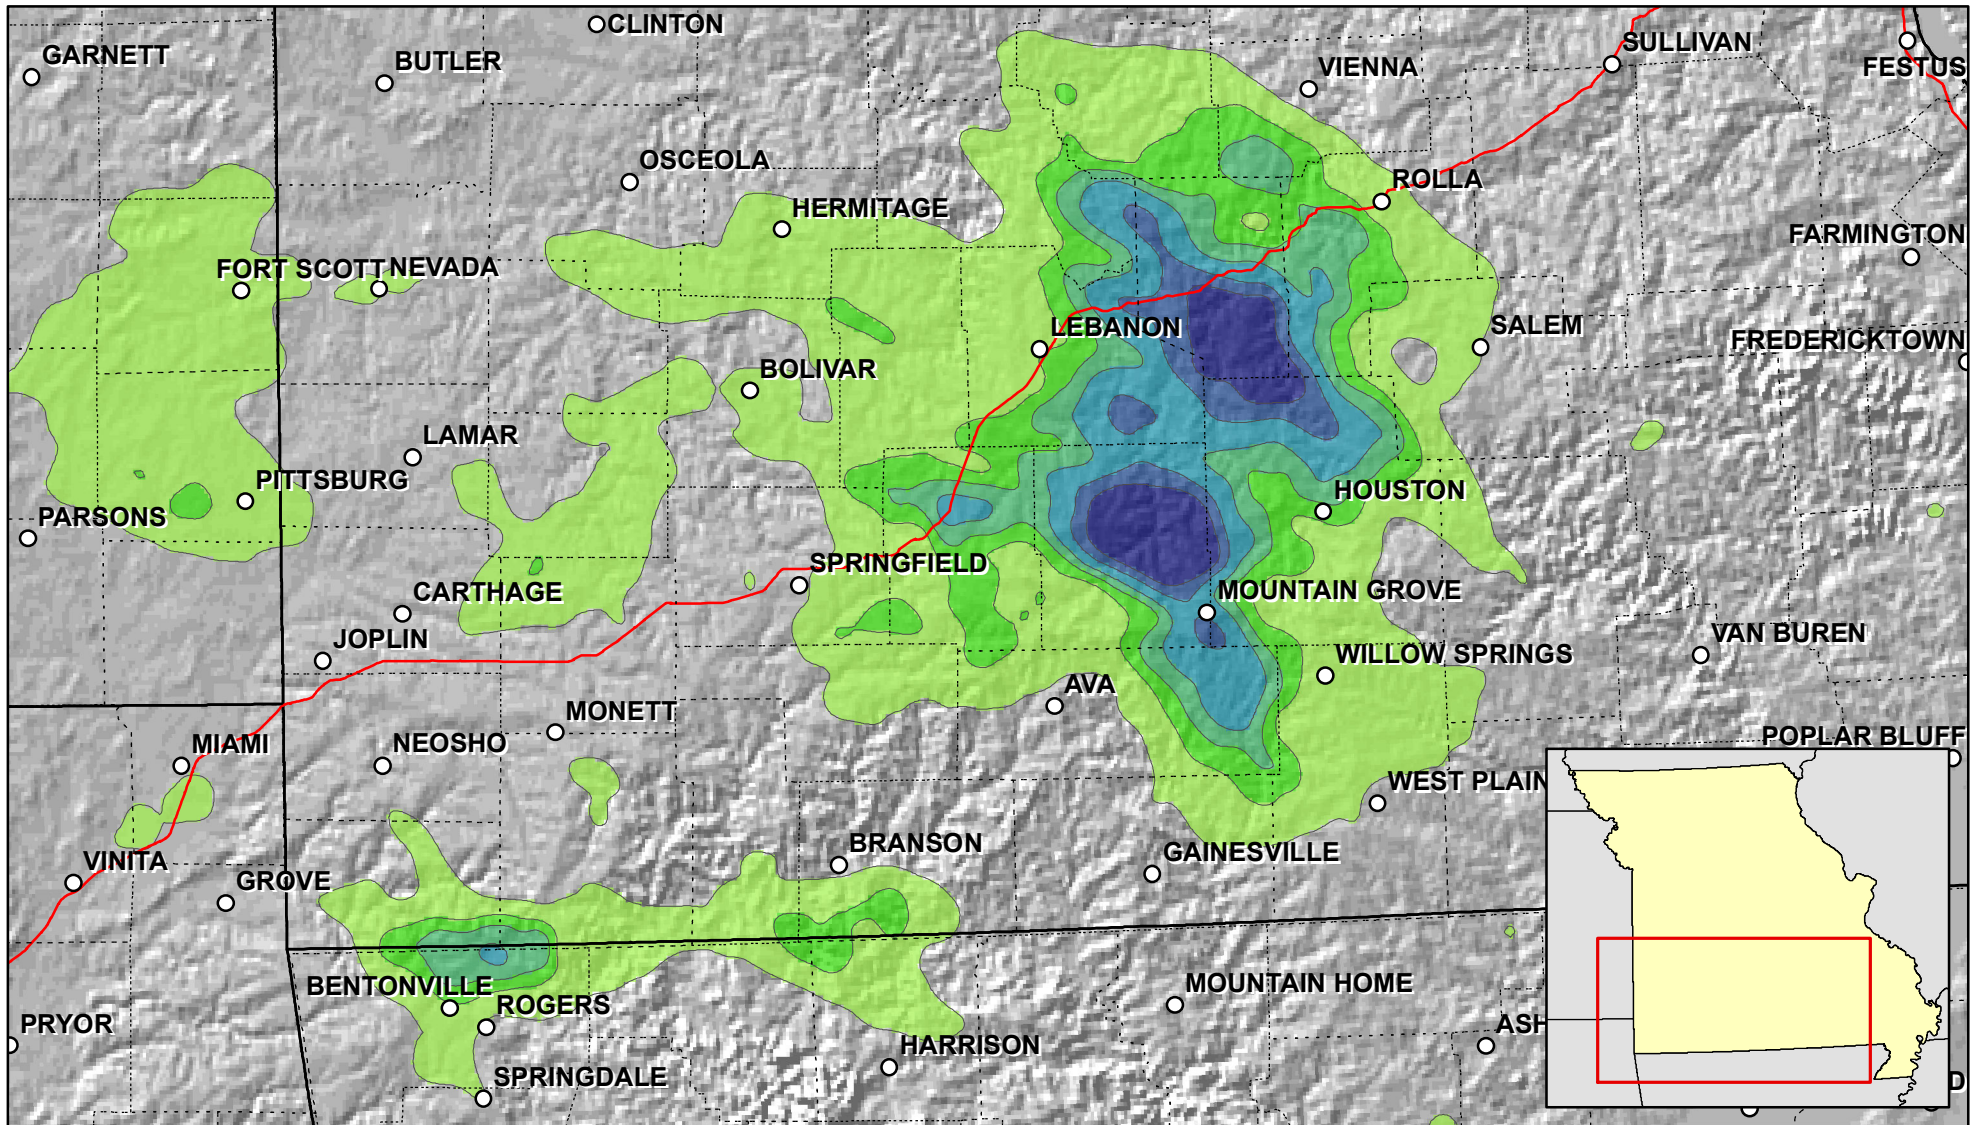 CLINTON
GARNETT
BUTLER
VIENNA
SULLIVAN
FESTUS
OSCEOLA
ROLLA
HERMITAGE
FARMINGTON
FORT SCOTT
NEVADA
LEBANON
SALEM
FREDERICKTOWN
BOLIVAR
LAMAR
PITTSBURG
HOUSTON
PARSONS
SPRINGFIELD
CARTHAGE
MOUNTAIN GROVE
JOPLIN
VAN BUREN
WILLOW SPRINGS
AVA
MONETT
MIAMI
NEOSHO
POPLAR BLUFF
WEST PLAIN
BRANSON
GAINESVILLE
VINITA
GROVE
BENTONVILLE
MOUNTAIN HOME
ROGERS
PRYOR
ASH
HARRISON
SPRINGDALE
D